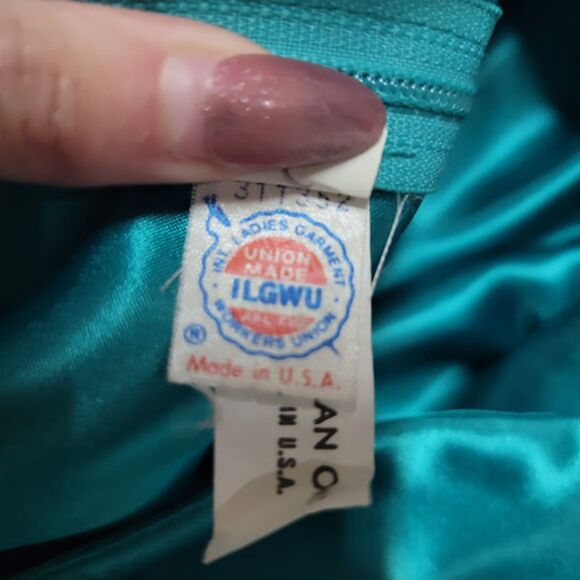 INT. LADIES GARMENT
UNION
MADE
ILGWU
AFL-CIO
WORKERS UNION
®
Made in U.S.A.
AN
IN U.S.A.